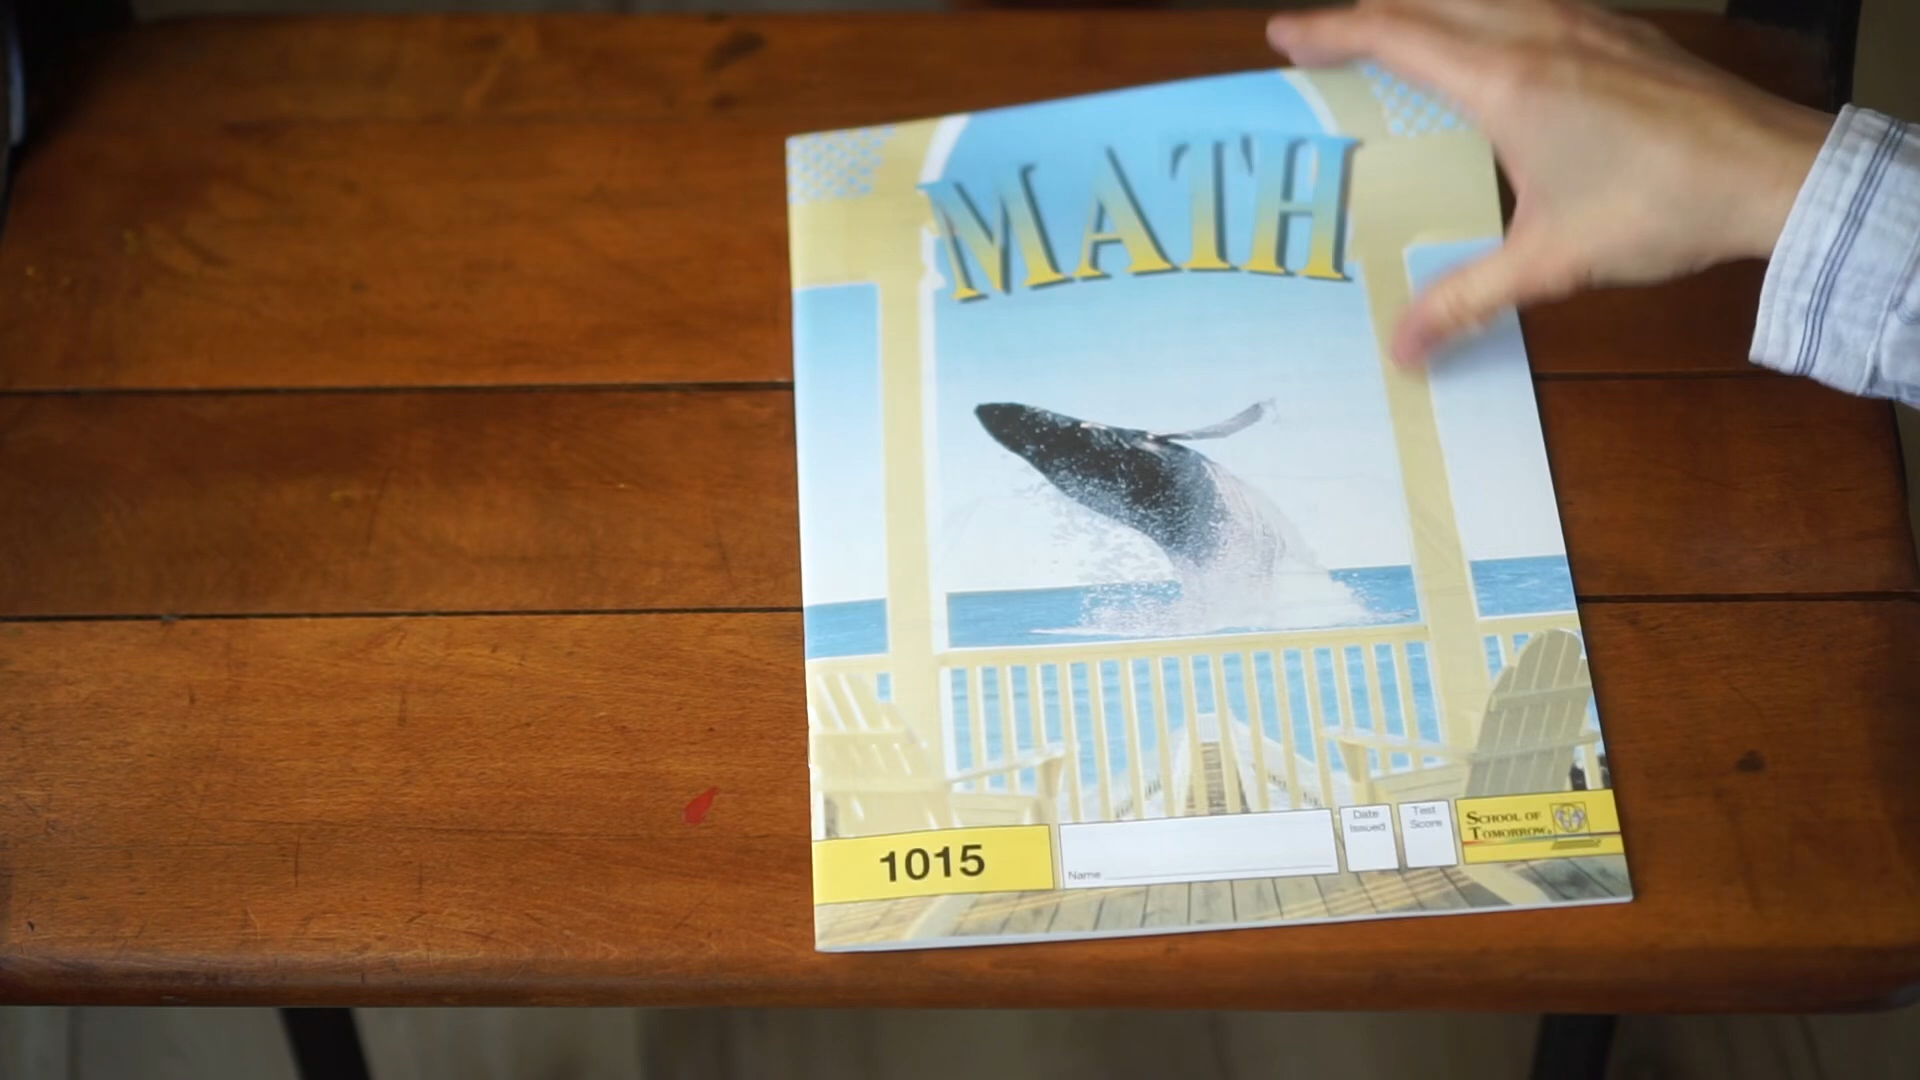 MATH
1015
Name
Date
Issued
Test
Score
SCHOOL OF
TOMORROW®